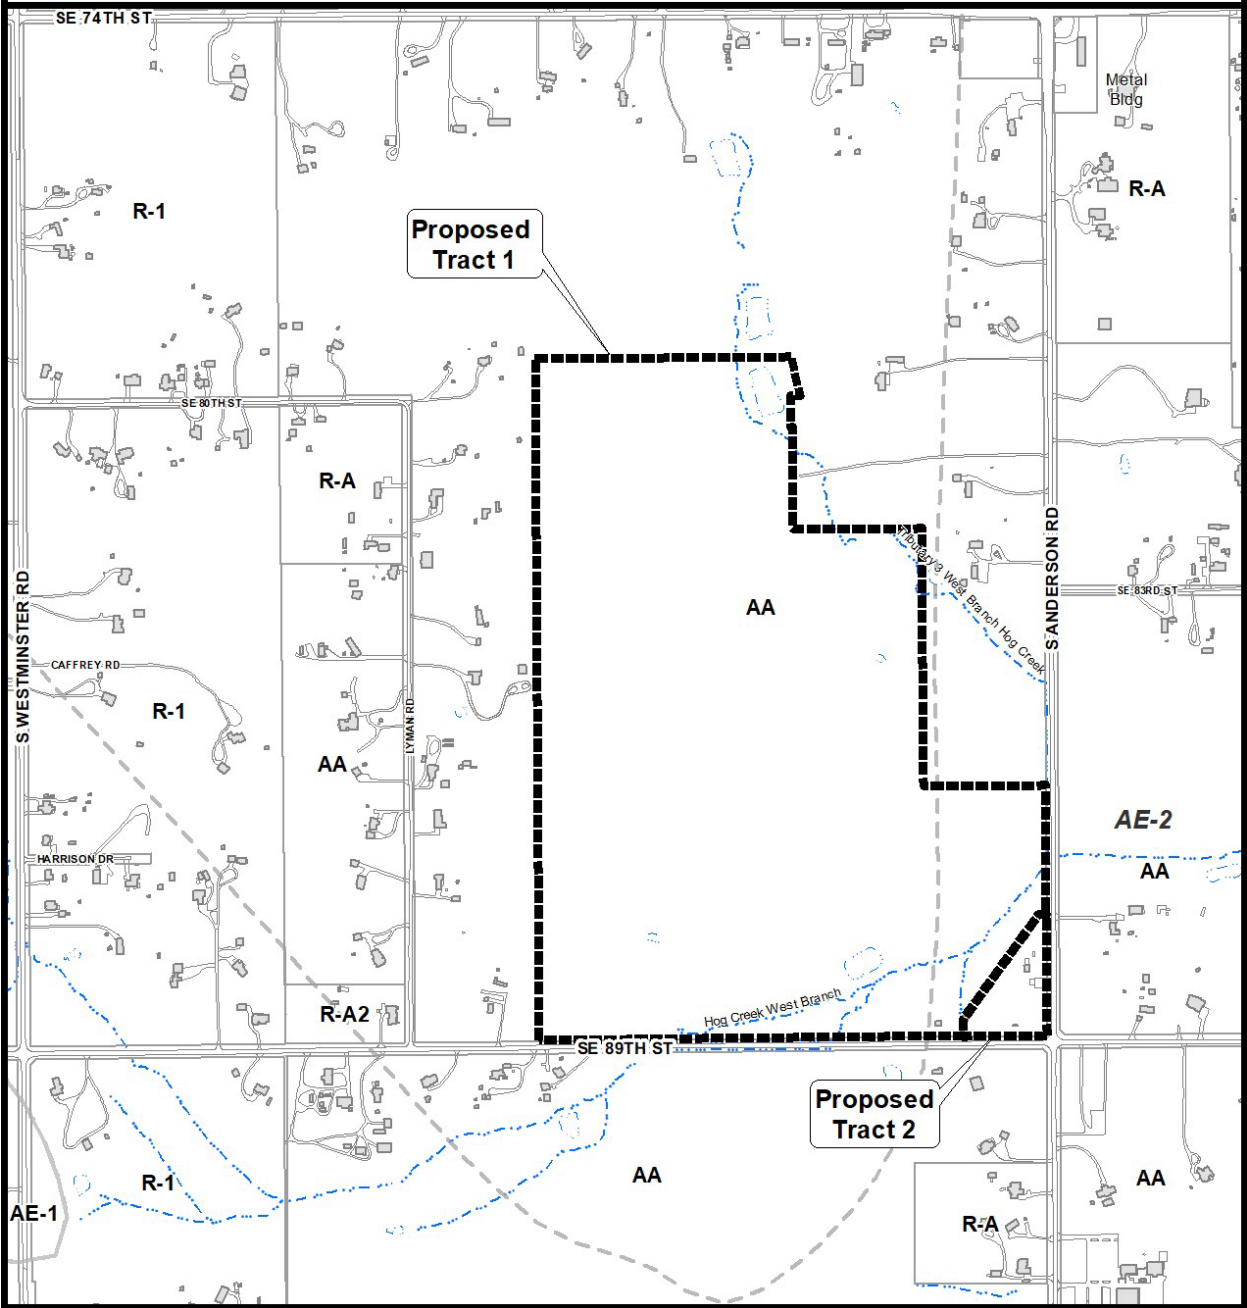 SE 74TH ST
Metal
Bldg
R-A
R-1
Proposed
Tract 1
SE 80TH ST
R-A
S ANDERSON RD
Tributary 3 West Branch Hog Creek
SE 83RD ST
S WESTMINSTER RD
AA
CAFFREY RD
R-1
LYMAN RD
AA
AE-2
HARRISON DR
AA
Hog Creek West Branch
R-A2
SE 89TH ST
Proposed
Tract 2
AA
R-1
AA
AE-1
R-A